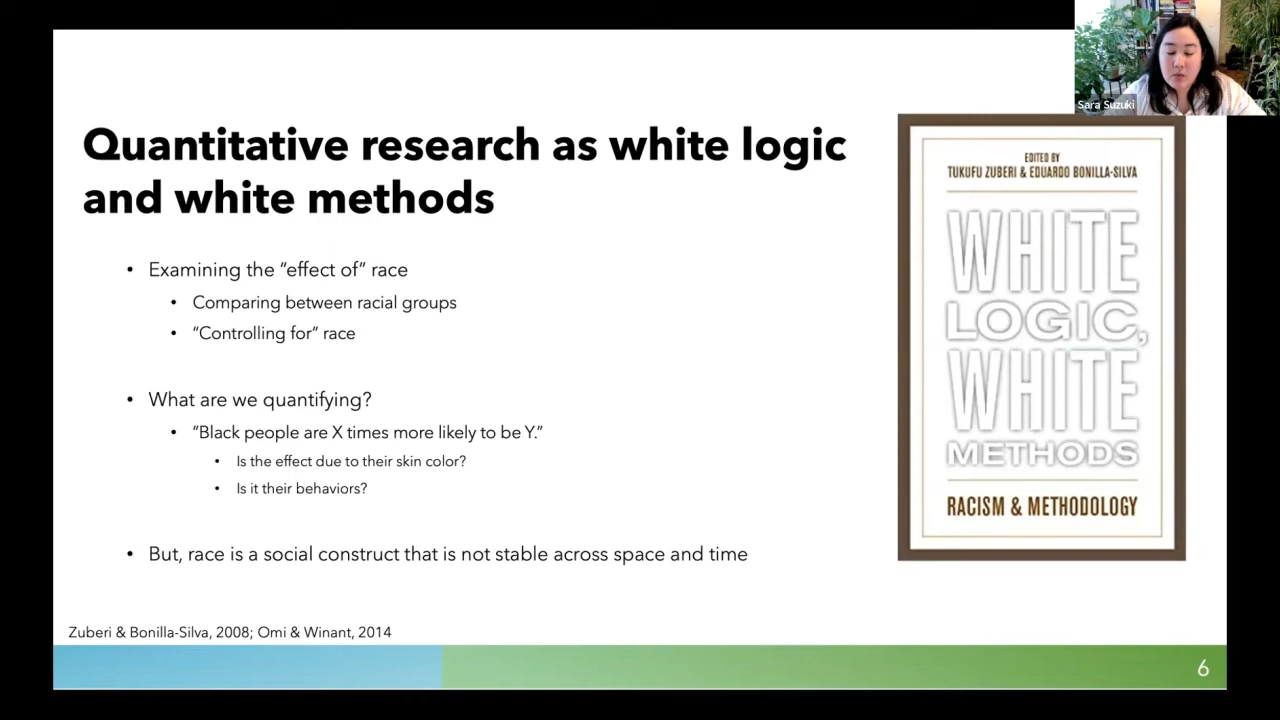 Sara Suzuki
Quantitative research as white logic
and white methods
• Examining the “effect of” race
• Comparing between racial groups
• “Controlling for” race
• What are we quantifying?
• “Black people are X times more likely to be Y.”
• Is the effect due to their skin color?
• Is it their behaviors?
• But, race is a social construct that is not stable across space and time
Zuberi & Bonilla-Silva, 2008; Omi & Winant, 2014
EDITED BY
TUKUFU ZUBERI & EDUARDO BONILLA-SILVA
WHITE
LOGIC,
WHITE
METHODS
RACISM & METHODOLOGY
6